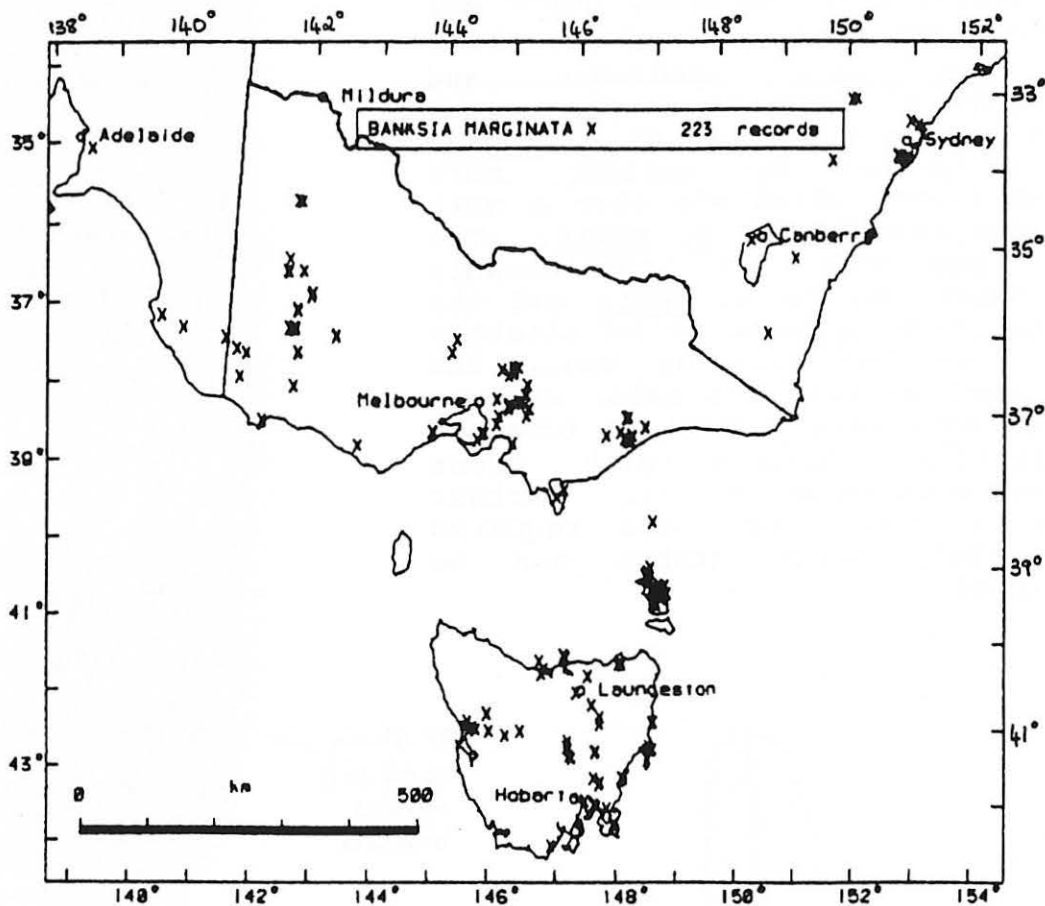 138° 140° 142° 144° 146° 148° 150° 152°
Mildura
33°
BANKSIA MARGINATA X 223 records
35°
Adelaide
Sydney
Canberra
35°
37°
Melbourne
37°
39°
39°
41°
Launceston
41°
43°
km
0 500
Hobart
140° 142° 144° 146° 148° 150° 152° 154°